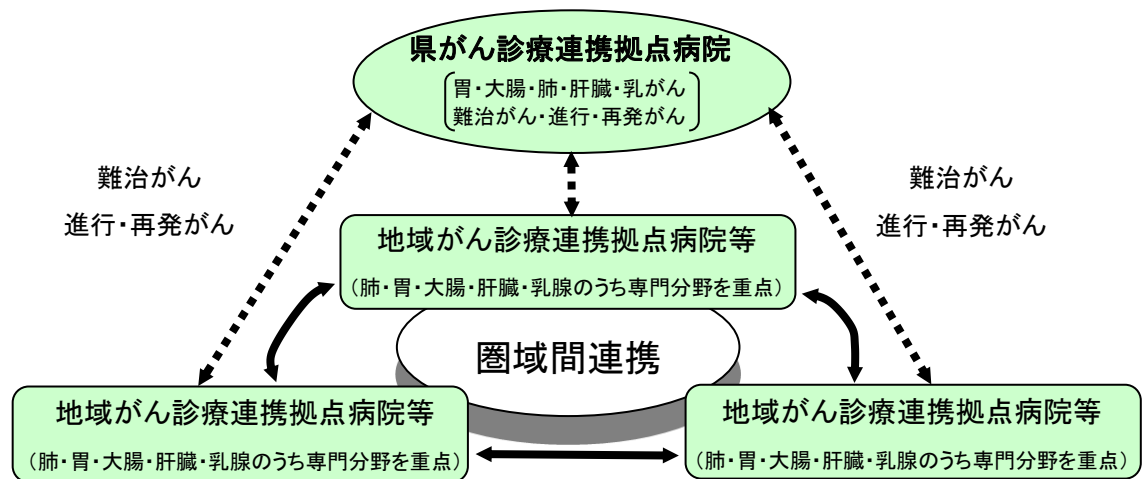 県がん診療連携拠点病院
胃・大腸・肺・肝臓・乳がん
難治がん・進行・再発がん
難治がん
進行・再発がん
難治がん
進行・再発がん
地域がん診療連携拠点病院等
（肺・胃・大腸・肝臓・乳腺のうち専門分野を重点）
圏域間連携
地域がん診療連携拠点病院等
（肺・胃・大腸・肝臓・乳腺のうち専門分野を重点）
地域がん診療連携拠点病院等
（肺・胃・大腸・肝臓・乳腺のうち専門分野を重点）